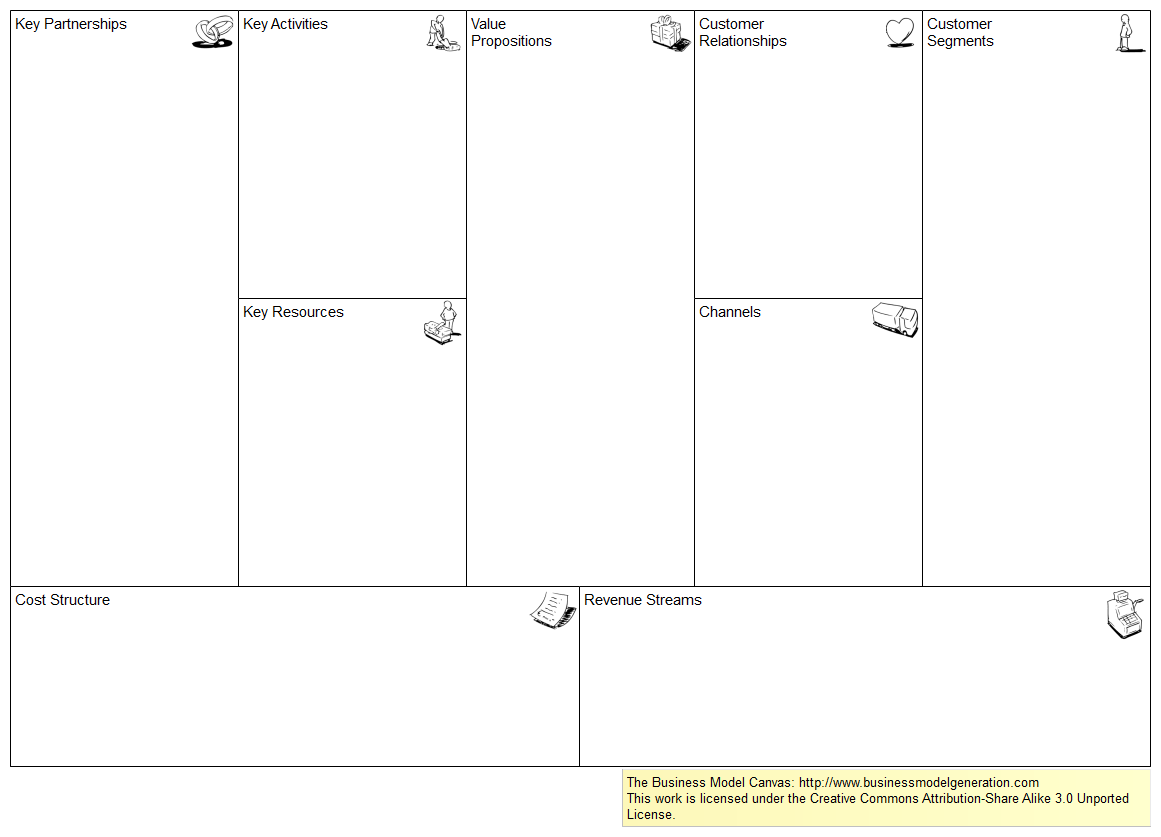 Key Partnerships
Key Activities
Value
Propositions
Customer
Relationships
Customer
Segments
Key Resources
Channels
Cost Structure
Revenue Streams
The Business Model Canvas: http://www.businessmodelgeneration.com
This work is licensed under the Creative Commons Attribution-Share Alike 3.0 Unported
License.